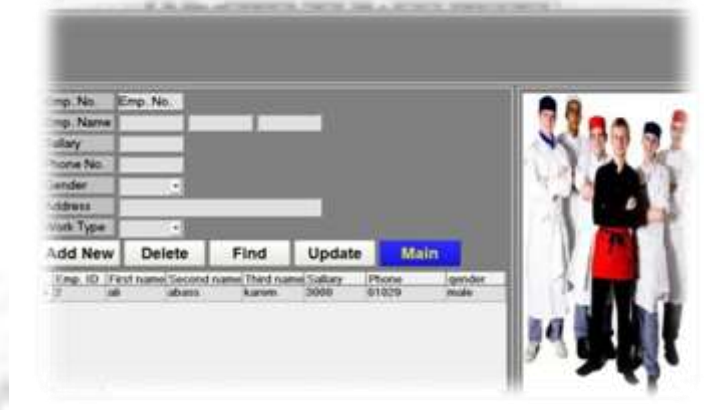 Emp. No. Emp. No.
Emp. Name
Sallary
Phone No.
Gender
Address
Work Type
Add New Delete Find Update Main
Emp. ID First name Second name Third name Sallary Phone gender
2 ali abass karem 3000 01029 male